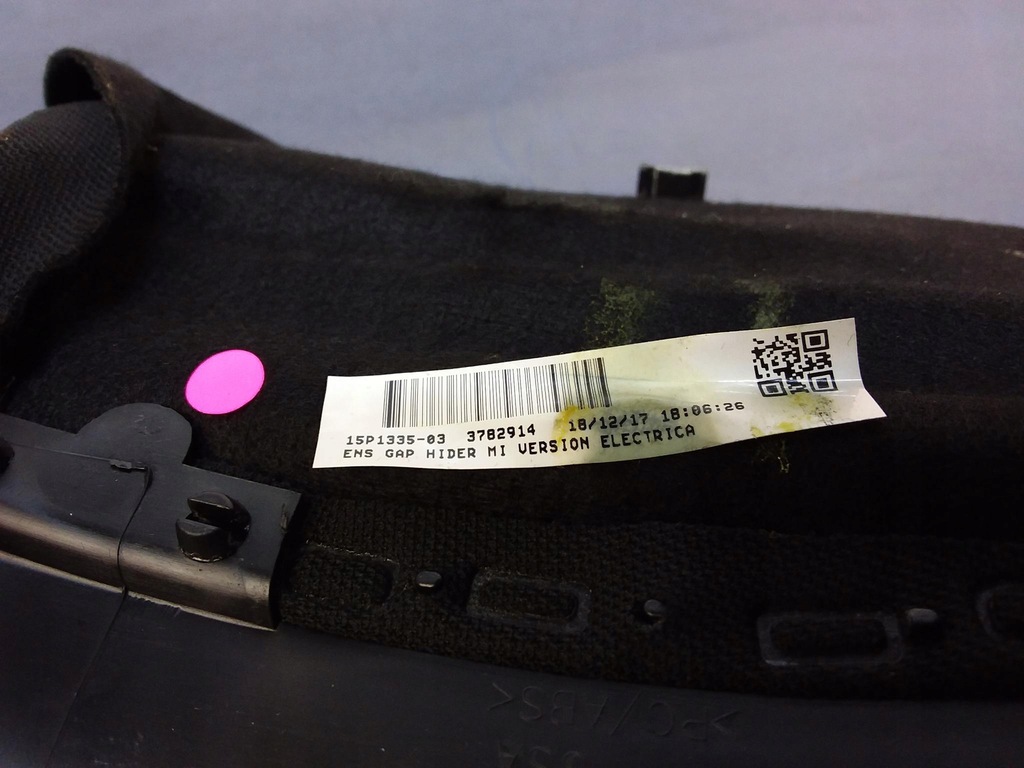 15P1335-03 3782914 18/12/17 18:06:26
ENS GAP HIDER MI VERSION ELECTRICA
>PC/ABS<